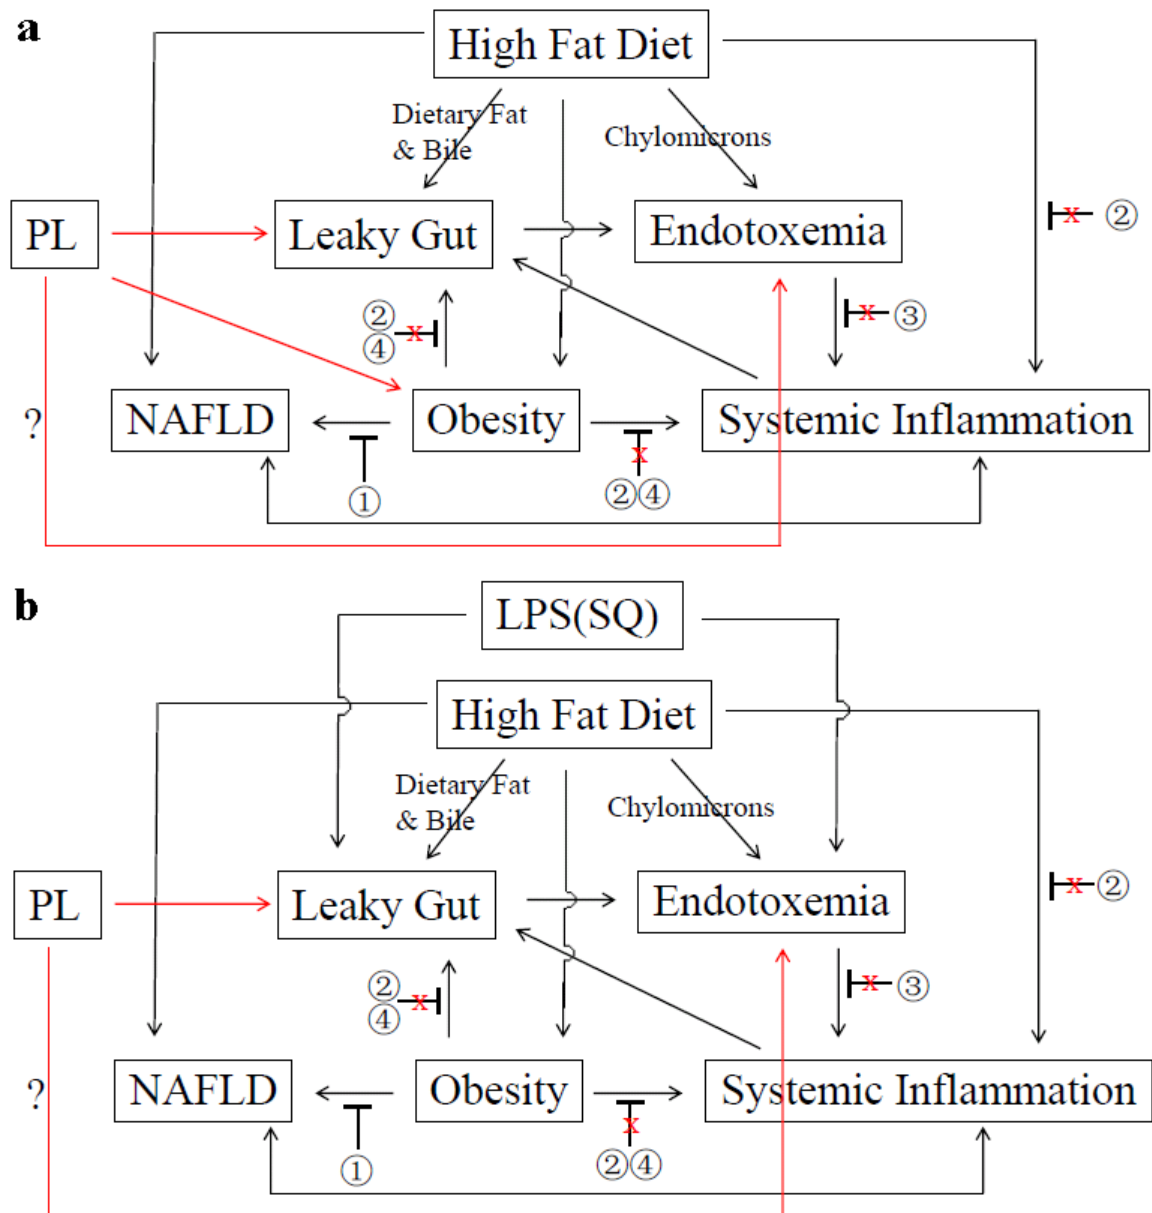 a
High Fat Diet
Dietary Fat
& Bile
Chylomicrons
PL
Leaky Gut
Endotoxemia
x ②
②
④
x
x ③
?
NAFLD
Obesity
Systemic Inflammation
①
x
②④
b
LPS(SQ)
High Fat Diet
Dietary Fat
& Bile
Chylomicrons
PL
Leaky Gut
Endotoxemia
x ②
②
④
x
x ③
?
NAFLD
Obesity
Systemic Inflammation
①
x
②④